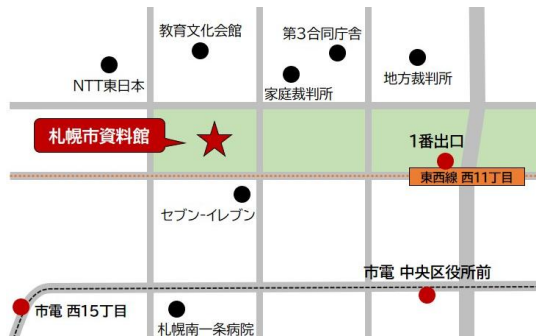 教育文化会館
第3合同庁舎
NTT東日本
家庭裁判所
地方裁判所
札幌市資料館
1番出口
東西線 西11丁目
セブン-イレブン
市電 中央区役所前
市電 西15丁目
札幌南一条病院